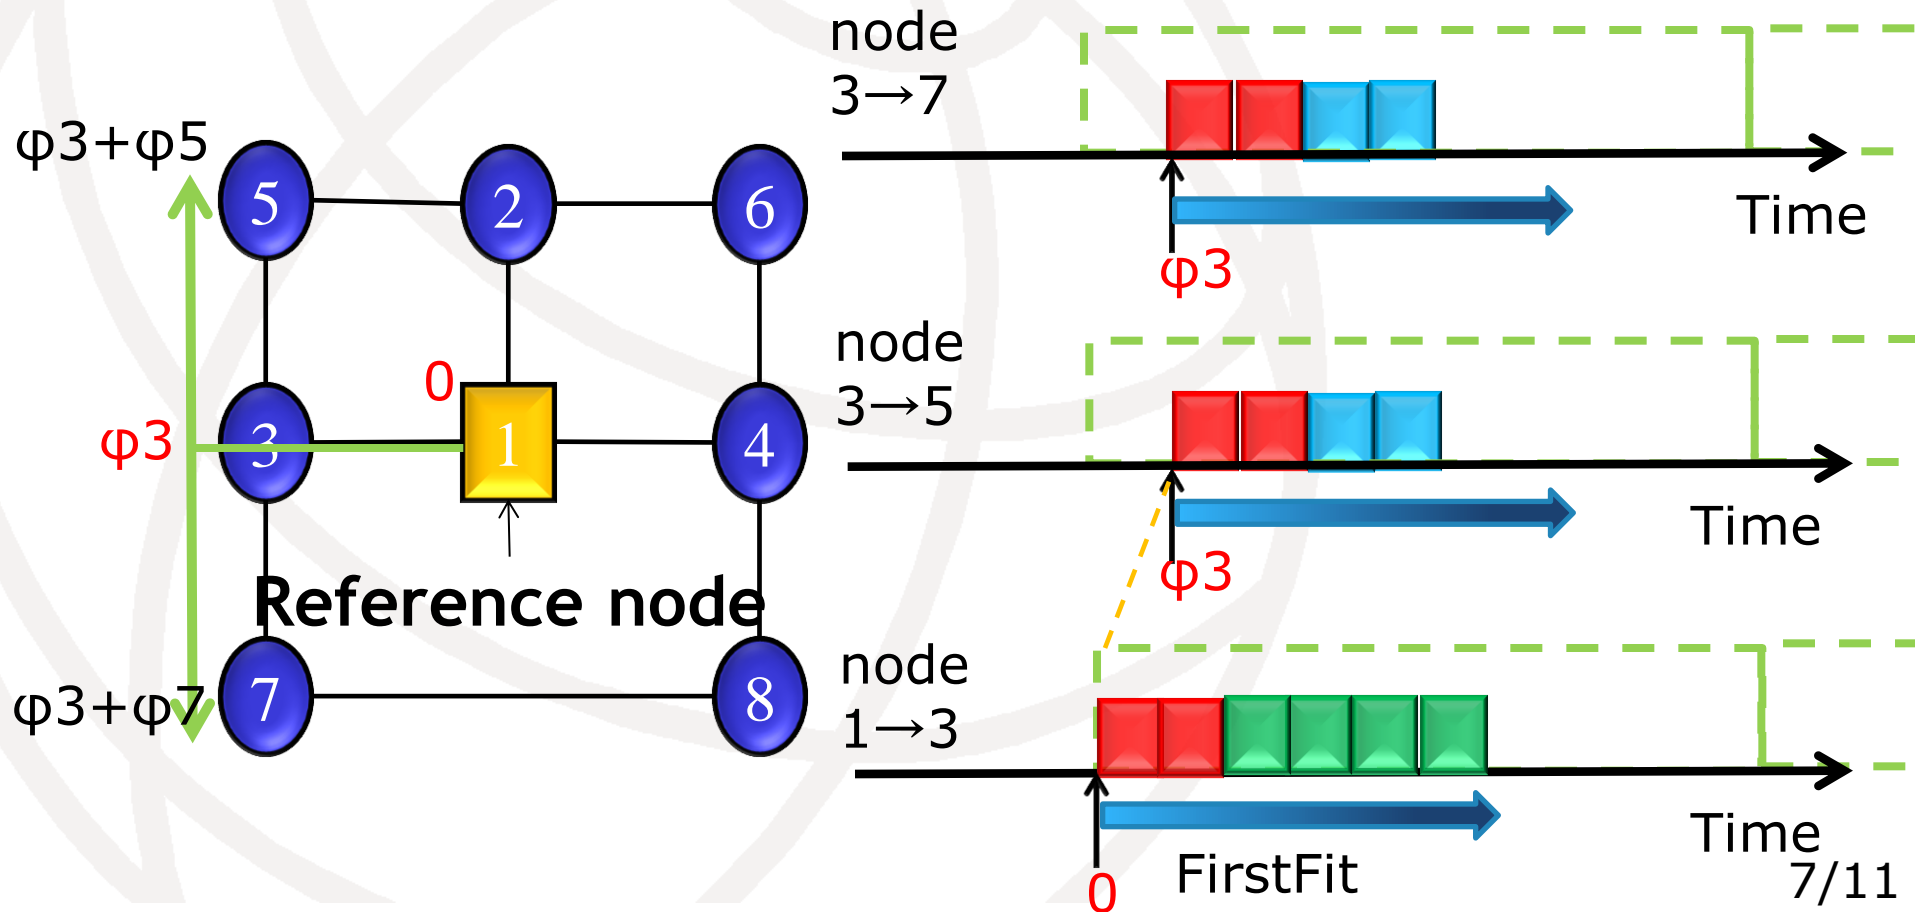 φ3+φ5
5
2
6
0
φ3
3
1
4
Reference node
φ3+φ7
7
8
node
3→7
Time
φ3
node
3→5
Time
φ3
node
1→3
Time
0
FirstFit
7/11